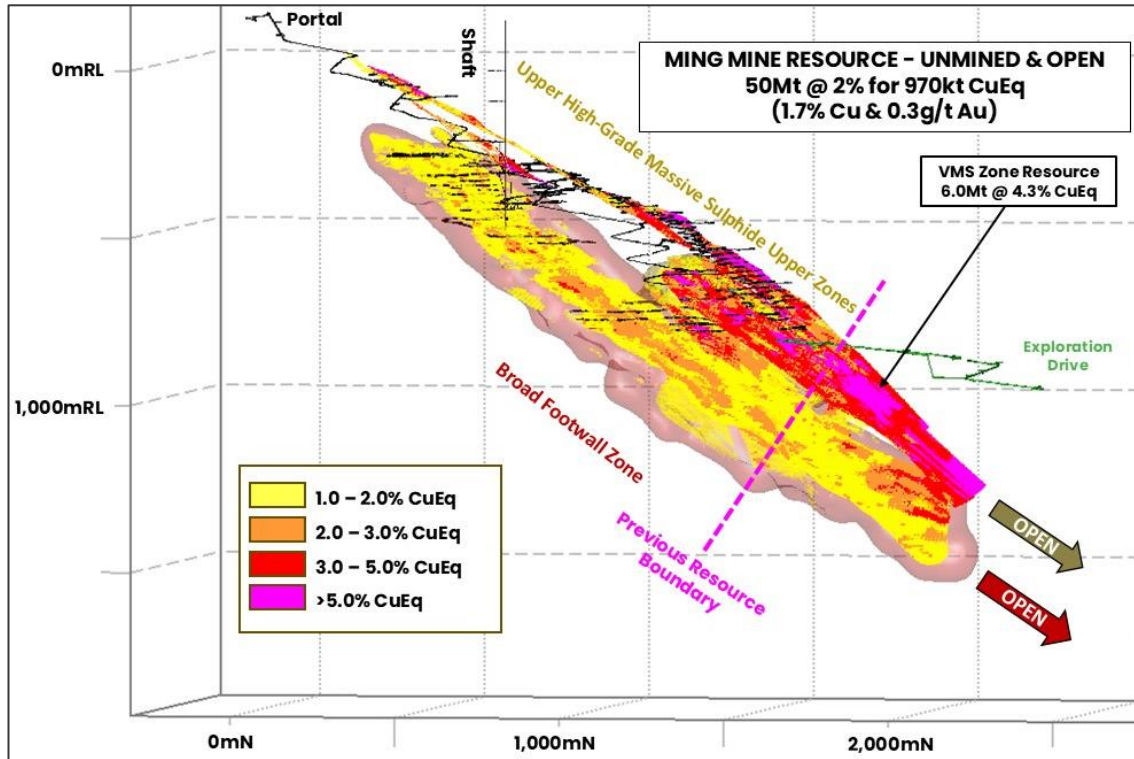 Portal
0mRL
Shaft
MING MINE RESOURCE - UNMINED & OPEN
50Mt @ 2% for 970kt CuEq
(1.7% Cu & 0.3g/t Au)
Upper High-Grade Massive Sulphide Upper Zones
VMS Zone Resource
6.0Mt @ 4.3% CuEq
Exploration
Drive
1,000mRL
Broad Footwall Zone
1.0 – 2.0% CuEq
2.0 – 3.0% CuEq
3.0 – 5.0% CuEq
>5.0% CuEq
Previous Resource
Boundary
OPEN
OPEN
0mN
1,000mN
2,000mN